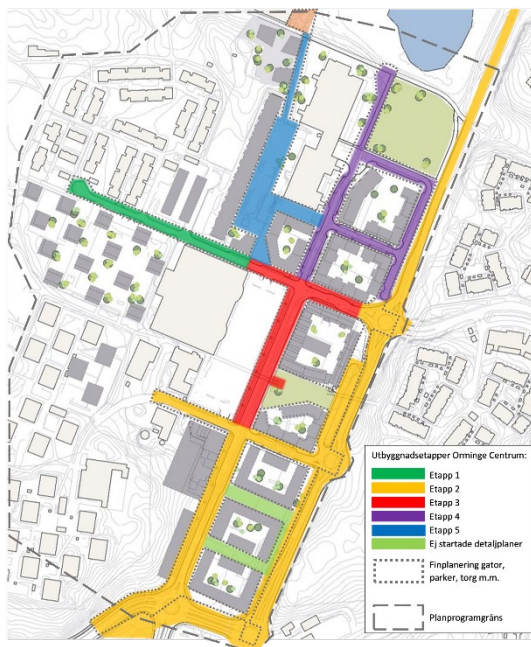 Utbyggnadsetapper Orminge Centrum:
Etapp 1
Etapp 2
Etapp 3
Etapp 4
Etapp 5
Ej startade detaljplaner
Finplanering gator,
parker, torg m.m.
Planprogramgräns